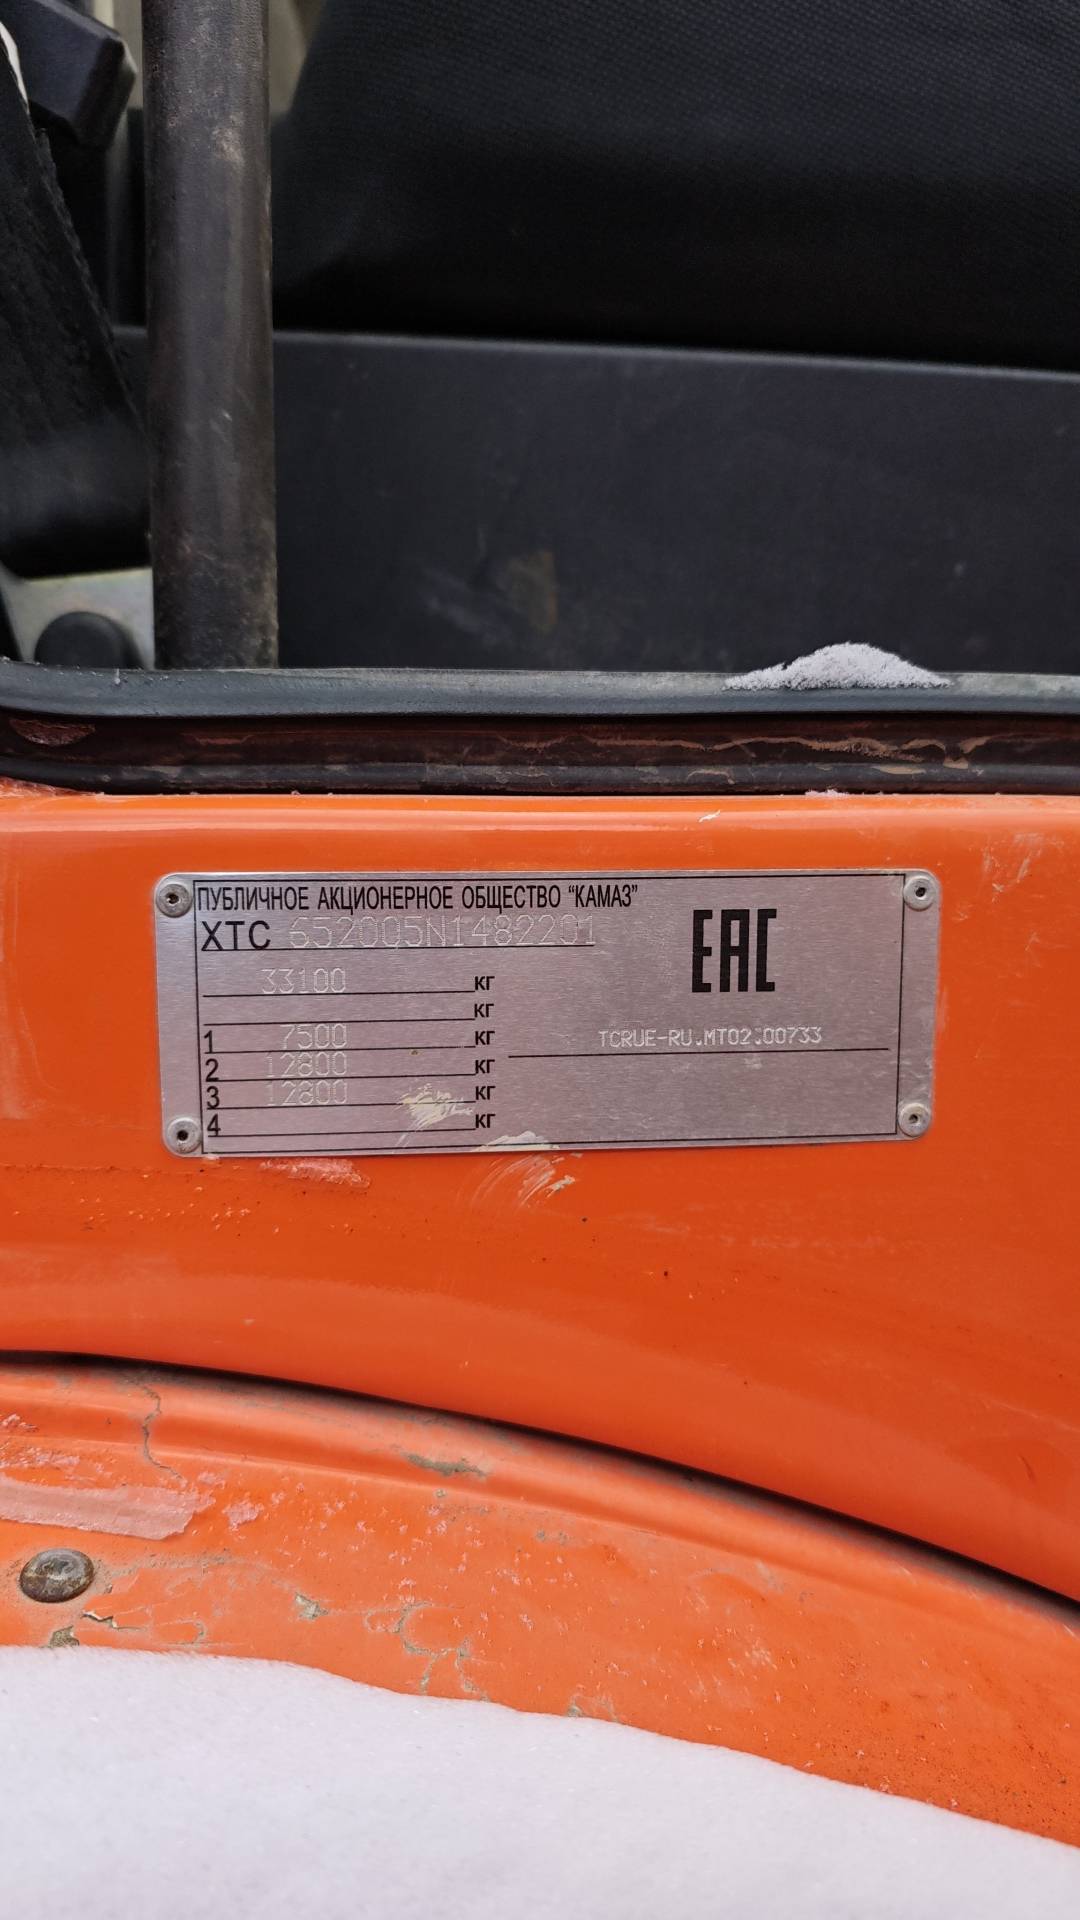 ПУБЛИЧНОЕ АКЦИОНЕРНОЕ ОБЩЕСТВО "КАМАЗ"
XTC 652005N1482201
EAC
33100 кг
кг
1 7500 кг
TCRUE-RU.MT02.00733
2 12800 кг
3 12800 кг
4 кг